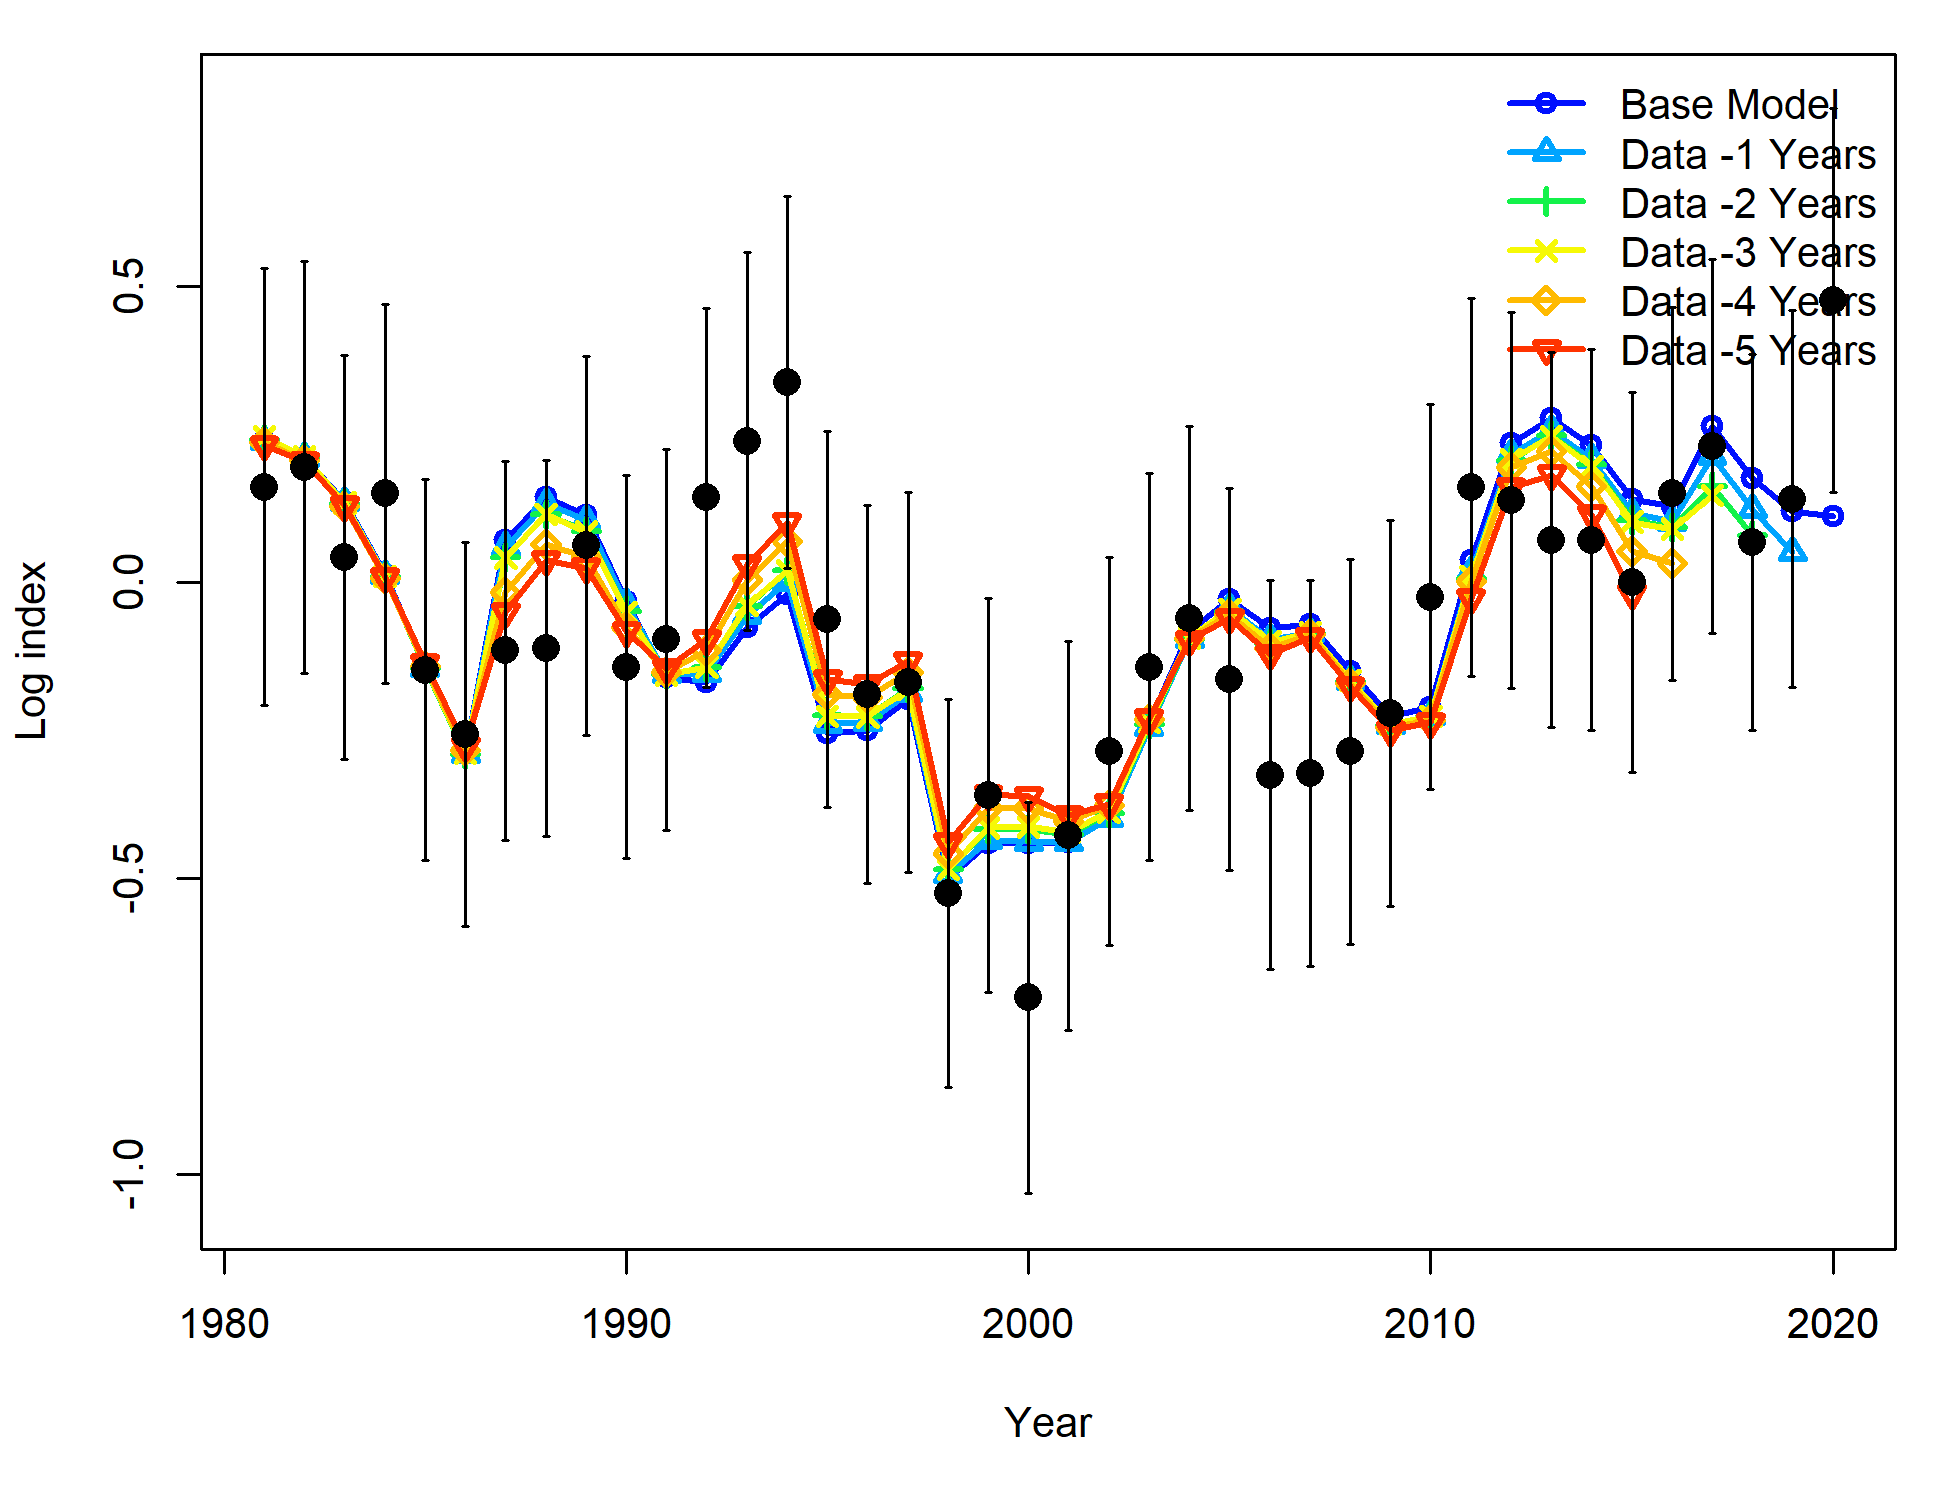 Base Model
Data -1 Years
Data -2 Years
Data -3 Years
Data -4 Years
Data -5 Years
0.5
0.0
-0.5
-1.0
Log index
1980 1990 2000 2010 2020
Year